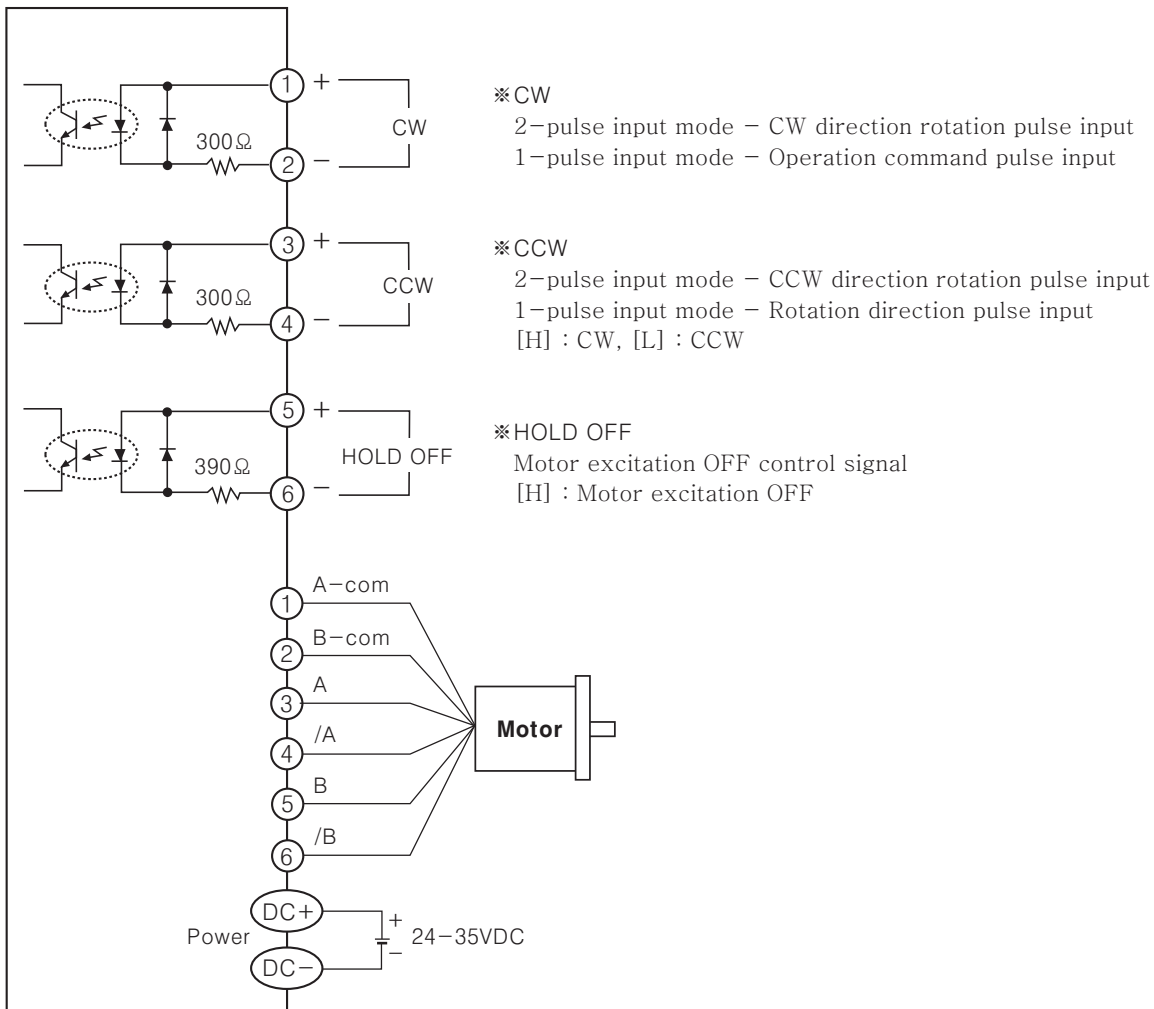 ① +
CW
300Ω
② −
※CW
2-pulse input mode - CW direction rotation pulse input
1-pulse input mode - Operation command pulse input
③ +
CCW
300Ω
④ −
※CCW
2-pulse input mode - CCW direction rotation pulse input
1-pulse input mode - Rotation direction pulse input
[H] : CW, [L] : CCW
⑤ +
HOLD OFF
390Ω
⑥ −
※HOLD OFF
Motor excitation OFF control signal
[H] : Motor excitation OFF
① A-com
② B-com
③ A
④ /A
⑤ B
⑥ /B
Motor
DC+
Power
+
−
24-35VDC
DC-